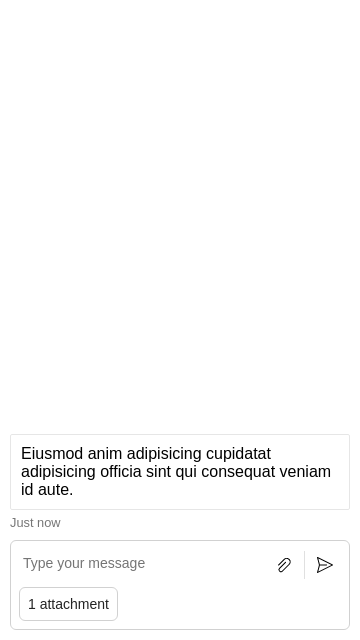 Eiusmod anim adipisicing cupidatat
adipisicing officia sint qui consequat veniam
id aute.
Just now
Type your message
1 attachment